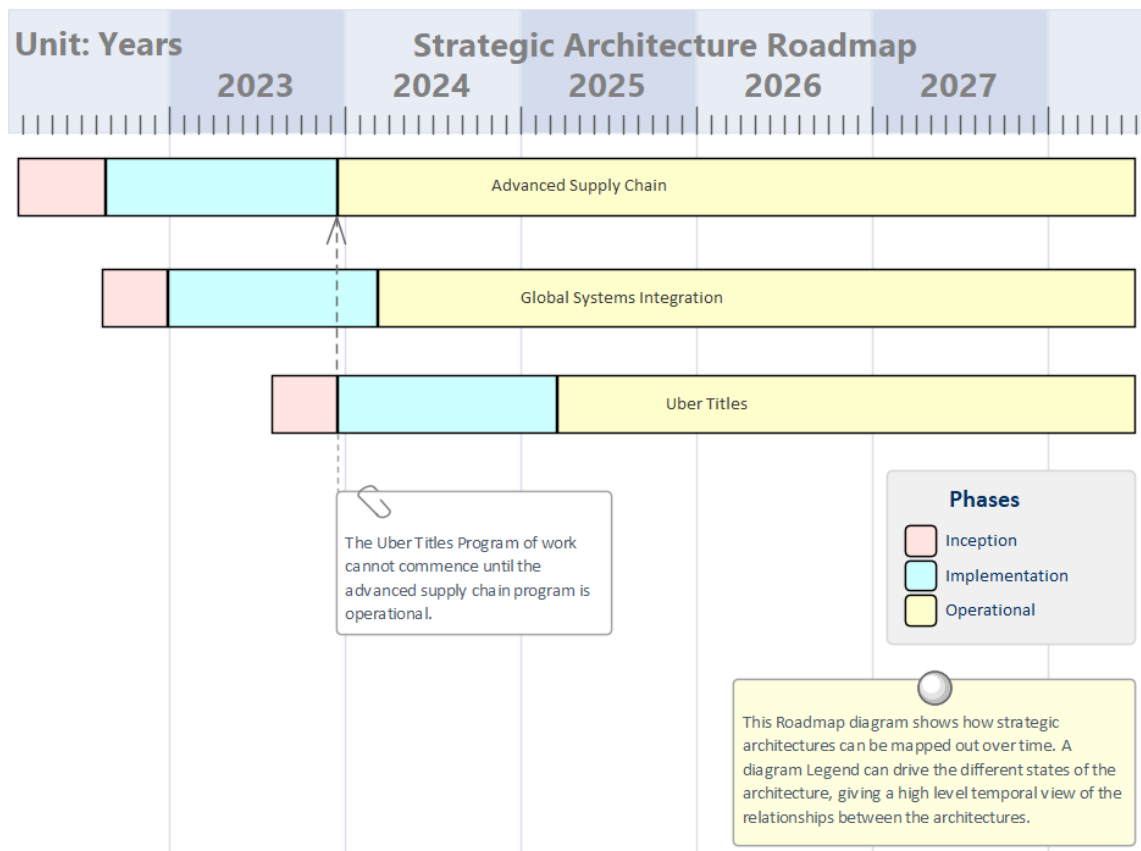 Unit: Years
Strategic Architecture Roadmap
2023 2024 2025 2026 2027
Advanced Supply Chain
Global Systems Integration
Uber Titles
The Uber Titles Program of work
cannot commence until the
advanced supply chain program is
operational.
Phases
Inception
Implementation
Operational
This Roadmap diagram shows how strategic
architectures can be mapped out over time. A
diagram Legend can drive the different states of the
architecture, giving a high level temporal view of the
relationships between the architectures.